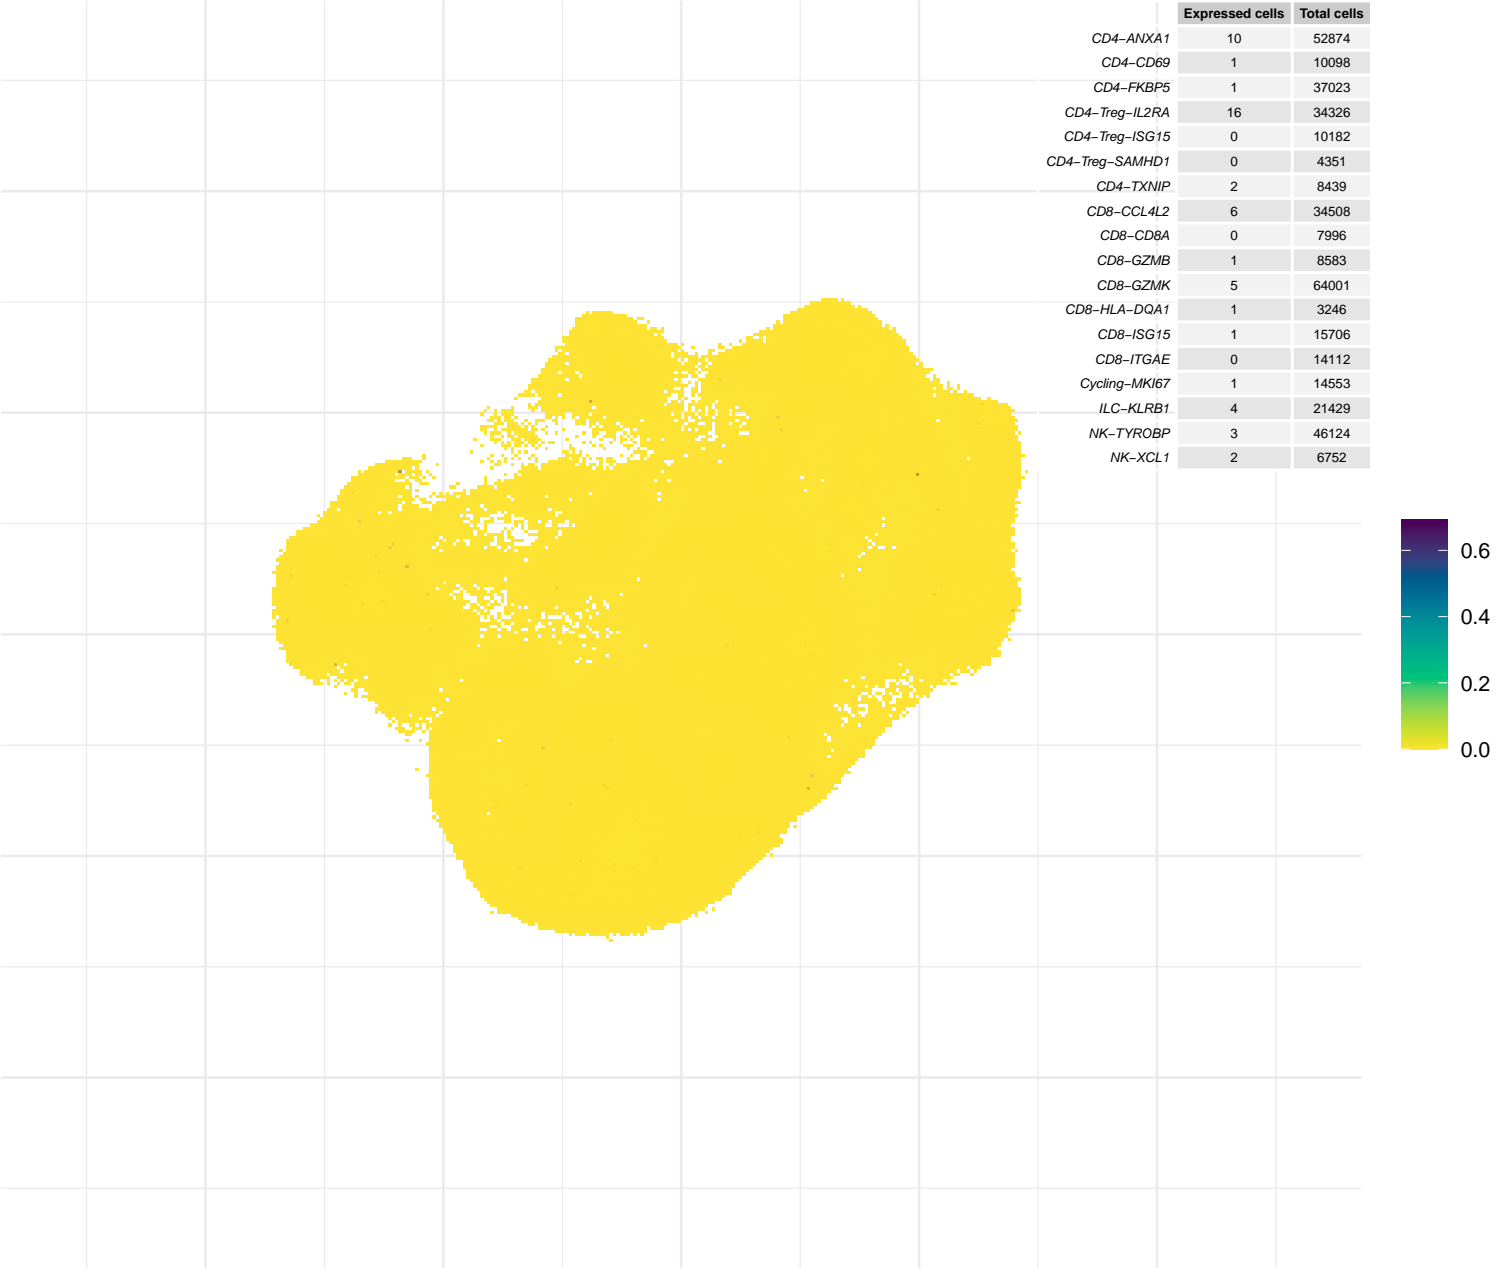 Expressed cells Total cells
CD4−ANXA1 10 52874
CD4−CD69 1 10098
CD4−FKBP5 1 37023
CD4−Treg−IL2RA 16 34326
CD4−Treg−ISG15 0 10182
CD4−Treg−SAMHD1 0 4351
CD4−TXNIP 2 8439
CD8−CCL4L2 6 34508
CD8−CD8A 0 7996
CD8−GZMB 1 8583
CD8−GZMK 5 64001
CD8−HLA−DQA1 1 3246
CD8−ISG15 1 15706
CD8−ITGAE 0 14112
Cycling−MKI67 1 14553
ILC−KLRB1 4 21429
NK−TYROBP 3 46124
NK−XCL1 2 6752
0.6
0.4
0.2
0.0